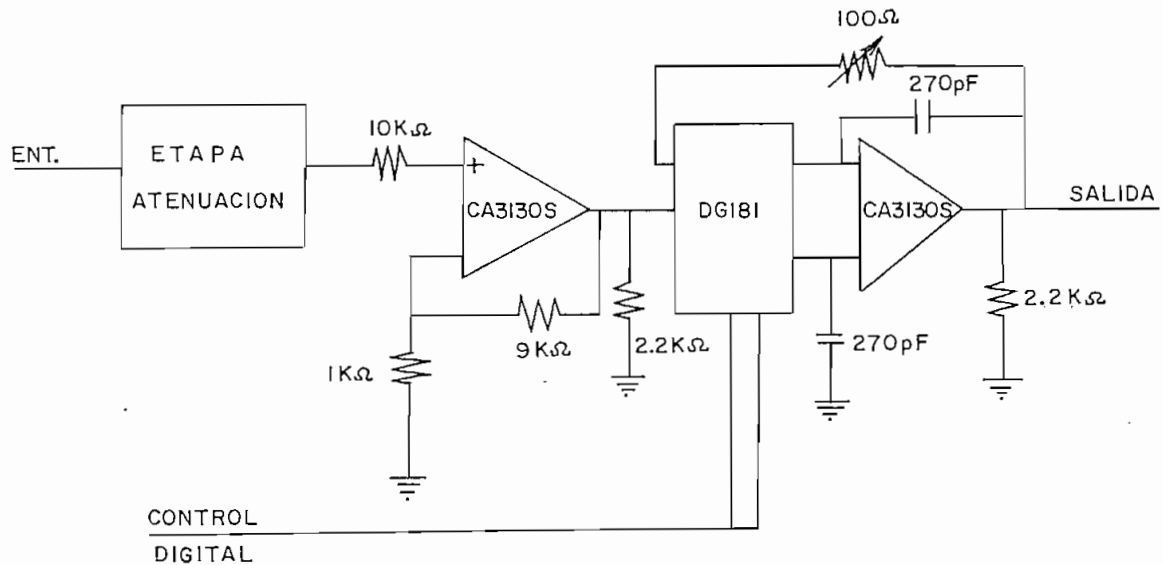 100Ω
270pF
ENT.
ETAPA
ATENUACION
10KΩ
+
CA3130S
DG181
CA3130S
SALIDA
9KΩ
2.2KΩ
1KΩ
270pF
2.2KΩ
CONTROL
DIGITAL